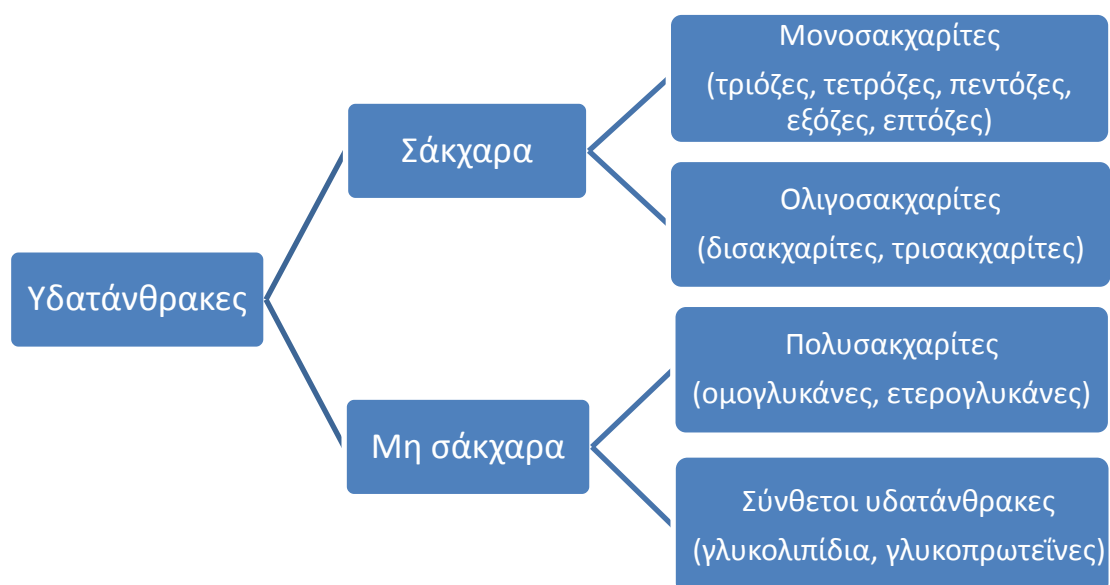 Υδατάνθρακες
Σάκχαρα
Μονοσακχαρίτες
(τριόζες, τετρόζες, πεντόζες,
εξόζες, επτόζες)
Ολιγοσακχαρίτες
(δισακχαρίτες, τρισακχαρίτες)
Μη σάκχαρα
Πολυσακχαρίτες
(ομογλυκάνες, ετερογλυκάνες)
Σύνθετοι υδατάνθρακες
(γλυκολιπίδια, γλυκοπρωτεΐνες)